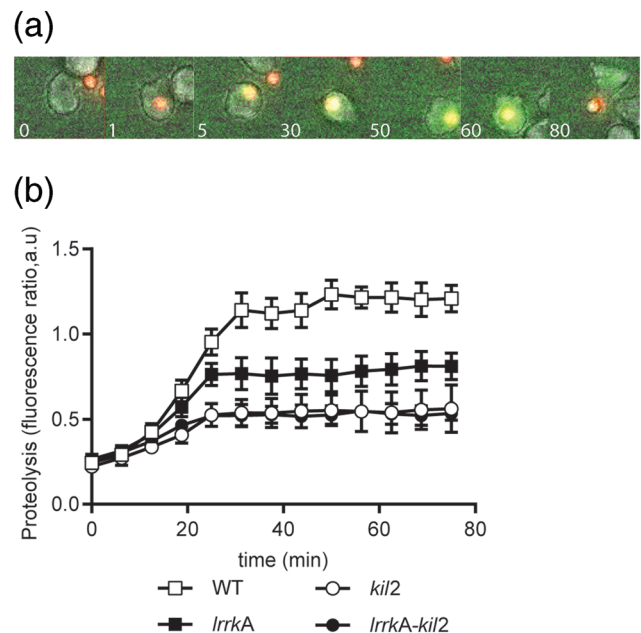 (a)
0 1 5 30 50 60 80
(b)
Proteolysis (fluorescence ratio,a.u)
1.5
1.0
0.5
0.0
0 20 40 60 80
time (min)
WT kil2
lrrkA lrrkA-kil2